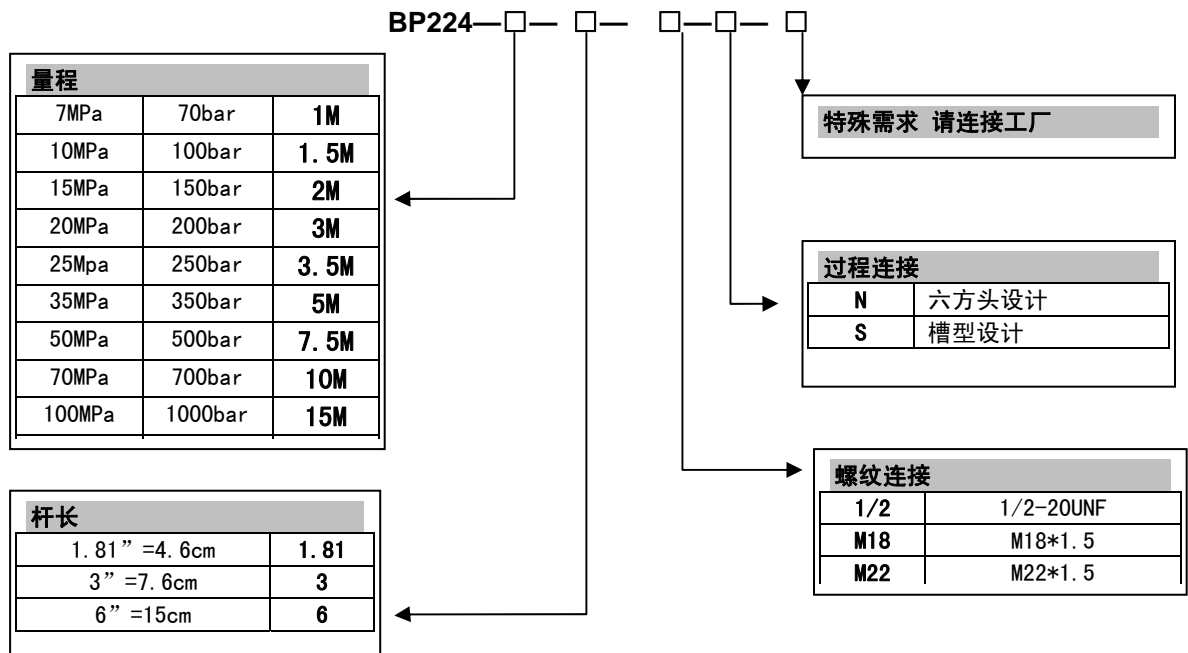 BP224—□— □— □—□— □
量程
7MPa 70bar 1M
10MPa 100bar 1.5M
15MPa 150bar 2M
20MPa 200bar 3M
25Mpa 250bar 3.5M
35MPa 350bar 5M
50MPa 500bar 7.5M
70MPa 700bar 10M
100MPa 1000bar 15M
杆长
1.81”=4.6cm 1.81
3”=7.6cm 3
6”=15cm 6
特殊需求 请连接工厂
过程连接
N 六方头设计
S 槽型设计
螺纹连接
1/2 1/2-20UNF
M18 M18*1.5
M22 M22*1.5